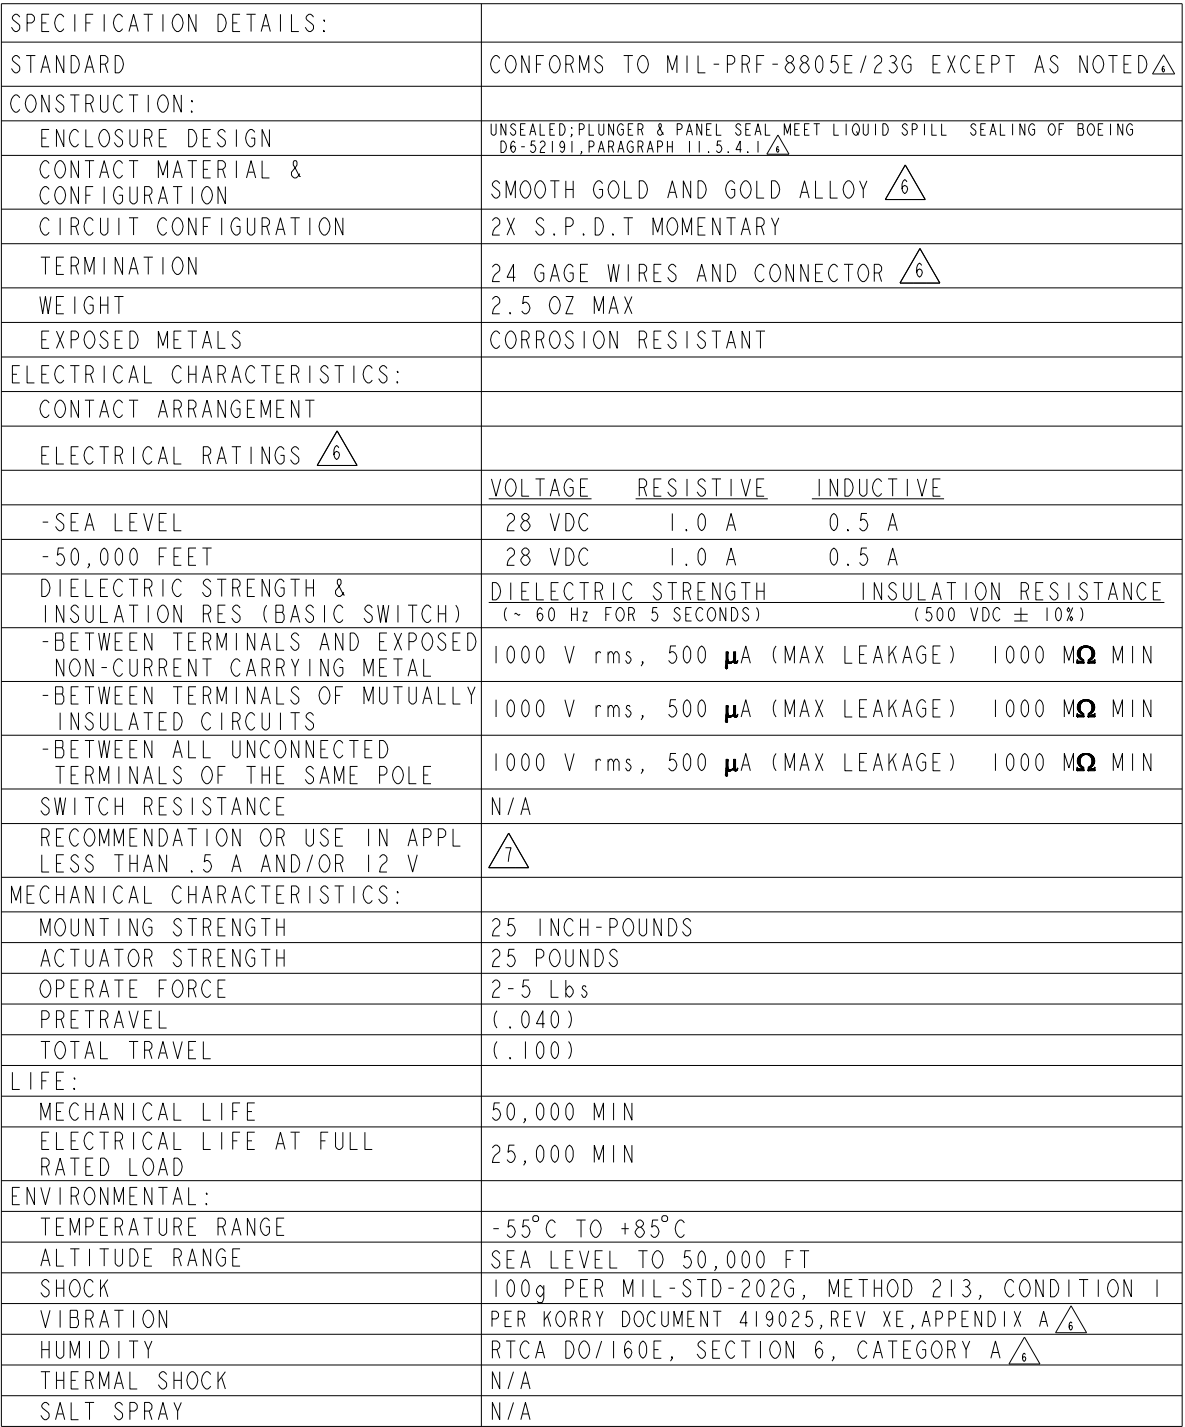 SPECIFICATION DETAILS:
STANDARD CONFORMS TO MIL-PRF-8805E/23G EXCEPT AS NOTED 6
CONSTRUCTION:
ENCLOSURE DESIGN UNSEALED;PLUNGER & PANEL SEAL MEET LIQUID SPILL SEALING OF BOEING
D6-52191,PARAGRAPH 11.5.4.1 6
CONTACT MATERIAL &
CONFIGURATION SMOOTH GOLD AND GOLD ALLOY 6
CIRCUIT CONFIGURATION 2X S.P.D.T MOMENTARY
TERMINATION 24 GAGE WIRES AND CONNECTOR 6
WEIGHT 2.5 OZ MAX
EXPOSED METALS CORROSION RESISTANT
ELECTRICAL CHARACTERISTICS:
CONTACT ARRANGEMENT
ELECTRICAL RATINGS 6
VOLTAGE RESISTIVE INDUCTIVE
-SEA LEVEL 28 VDC 1.0 A 0.5 A
-50,000 FEET 28 VDC 1.0 A 0.5 A
DIELECTRIC STRENGTH &
INSULATION RES (BASIC SWITCH) DIELECTRIC STRENGTH INSULATION RESISTANCE
(~ 60 Hz FOR 5 SECONDS) (500 VDC ± 10%)
-BETWEEN TERMINALS AND EXPOSED
NON-CURRENT CARRYING METAL 1000 V rms, 500 µA (MAX LEAKAGE) 1000 MΩ MIN
-BETWEEN TERMINALS OF MUTUALLY
INSULATED CIRCUITS 1000 V rms, 500 µA (MAX LEAKAGE) 1000 MΩ MIN
-BETWEEN ALL UNCONNECTED
TERMINALS OF THE SAME POLE 1000 V rms, 500 µA (MAX LEAKAGE) 1000 MΩ MIN
SWITCH RESISTANCE N/A
RECOMMENDATION OR USE IN APPL
LESS THAN .5 A AND/OR 12 V 7
MECHANICAL CHARACTERISTICS:
MOUNTING STRENGTH 25 INCH-POUNDS
ACTUATOR STRENGTH 25 POUNDS
OPERATE FORCE 2-5 Lbs
PRETRAVEL (.040)
TOTAL TRAVEL (.100)
LIFE:
MECHANICAL LIFE 50,000 MIN
ELECTRICAL LIFE AT FULL
RATED LOAD 25,000 MIN
ENVIRONMENTAL:
TEMPERATURE RANGE -55°C TO +85°C
ALTITUDE RANGE SEA LEVEL TO 50,000 FT
SHOCK 100g PER MIL-STD-202G, METHOD 213, CONDITION I
VIBRATION PER KORRY DOCUMENT 419025,REV XE,APPENDIX A 6
HUMIDITY RTCA DO/160E, SECTION 6, CATEGORY A 6
THERMAL SHOCK N/A
SALT SPRAY N/A